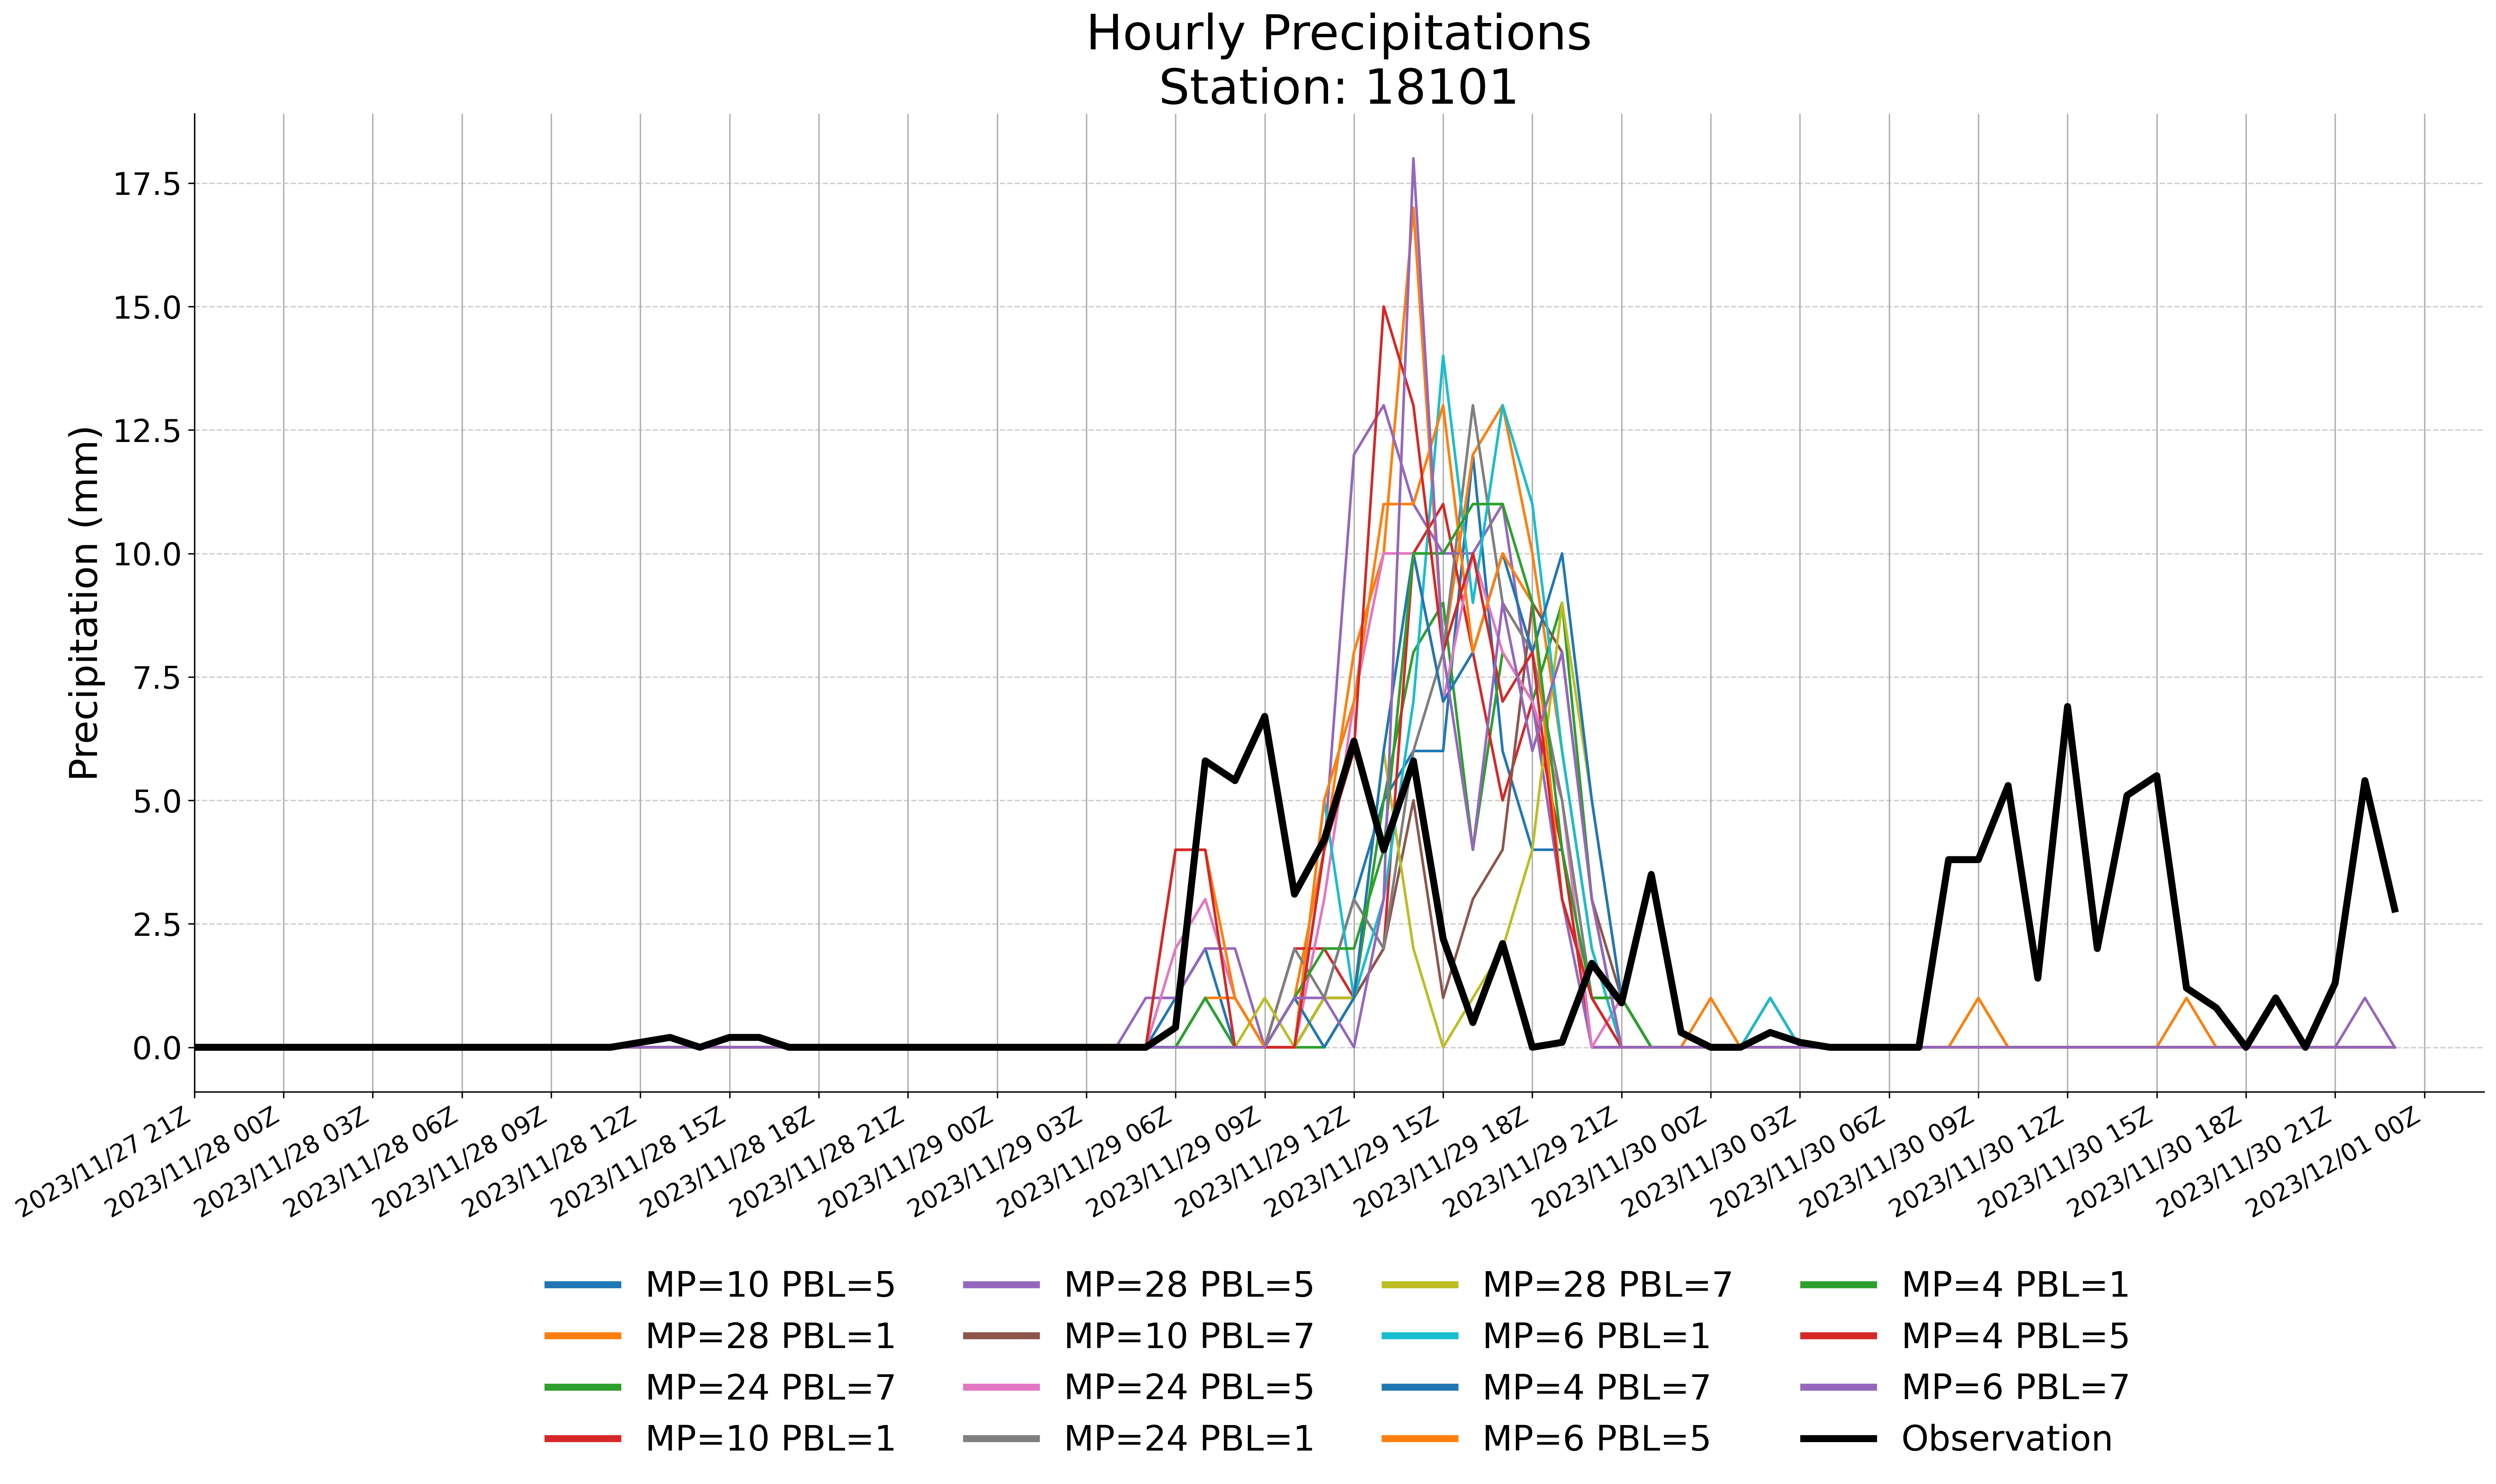 Hourly Precipitations
Station: 18101
Precipitation (mm)
17.5
15.0
12.5
10.0
7.5
5.0
2.5
0.0
2023/11/27 21Z
2023/11/28 00Z
2023/11/28 03Z
2023/11/28 06Z
2023/11/28 09Z
2023/11/28 12Z
2023/11/28 15Z
2023/11/28 18Z
2023/11/28 21Z
2023/11/29 00Z
2023/11/29 03Z
2023/11/29 06Z
2023/11/29 09Z
2023/11/29 12Z
2023/11/29 15Z
2023/11/29 18Z
2023/11/29 21Z
2023/11/30 00Z
2023/11/30 03Z
2023/11/30 06Z
2023/11/30 09Z
2023/11/30 12Z
2023/11/30 15Z
2023/11/30 18Z
2023/11/30 21Z
2023/12/01 00Z
MP=10 PBL=5
MP=28 PBL=1
MP=24 PBL=7
MP=10 PBL=1
MP=28 PBL=5
MP=10 PBL=7
MP=24 PBL=5
MP=24 PBL=1
MP=28 PBL=7
MP=6 PBL=1
MP=4 PBL=7
MP=6 PBL=5
MP=4 PBL=1
MP=4 PBL=5
MP=6 PBL=7
Observation